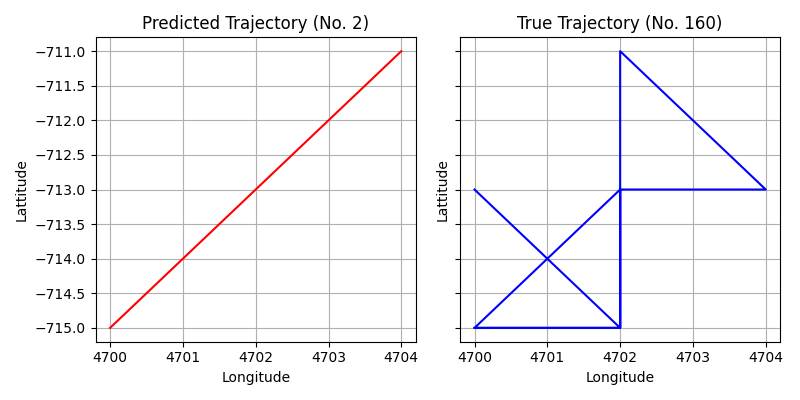 Predicted Trajectory (No. 2)
True Trajectory (No. 160)
−711.0
−711.5
−712.0
−712.5
−713.0
−713.5
−714.0
−714.5
−715.0
Lattitude
Lattitude
4700 4701 4702 4703 4704
4700 4701 4702 4703 4704
Longitude
Longitude